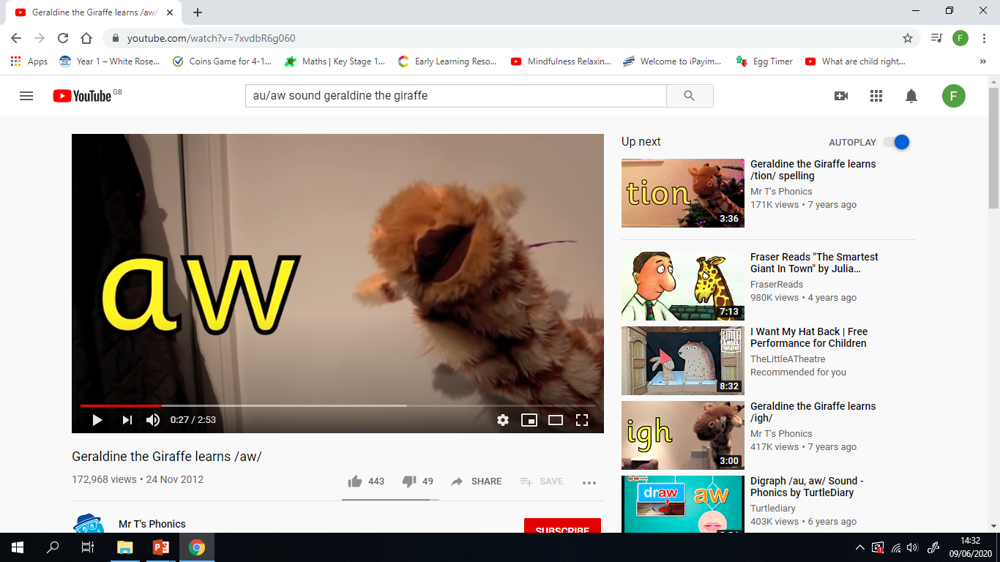 Geraldine the Giraffe learns /aw/
youtube.com/watch?v=7xvdbR6g060
F
Apps
Year 1 – White Rose...
Coins Game for 4-1...
Maths | Key Stage 1...
Early Learning Reso...
Mindfulness Relaxin...
Welcome to iPayim...
Egg Timer
What are child right...
»
YouTube GB
au/aw sound geraldine the giraffe
F
aw
0:27 / 2:53
Geraldine the Giraffe learns /aw/
172,968 views • 24 Nov 2012
443
49
SHARE
SAVE
Mr T's Phonics
SUBSCRIBE
Up next
AUTOPLAY
tion
3:36
Geraldine the Giraffe learns
/tion/ spelling
Mr T's Phonics
171K views • 7 years ago
7:13
Fraser Reads "The Smartest
Giant In Town" by Julia...
FraserReads
980K views • 4 years ago
LITTLE
ANGEL
THEATRE
8:32
I Want My Hat Back | Free
Performance for Children
TheLittleATheatre
Recommended for you
igh
3:00
Geraldine the Giraffe learns
/igh/
Mr T's Phonics
417K views • 7 years ago
draw
aw
Digraph /au, aw/ Sound -
Phonics by TurtleDiary
Turtlediary
403K views • 6 years ago
14:32
09/06/2020